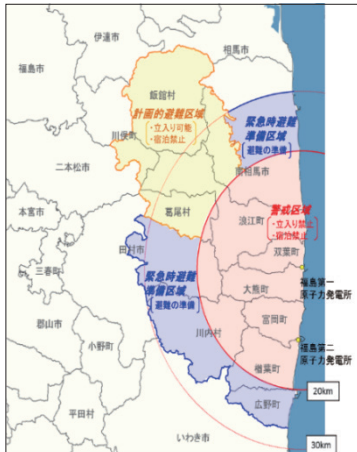 伊達市
相馬市
福島市
飯舘村
計画的避難区域
・立入り可能
・宿泊禁止
緊急時避難
準備区域
(避難の準備)
川俣町
南相馬市
二本松市
葛尾村
警戒区域
・立入り禁止
・宿泊禁止
浪江町
本宮市
双葉町
田村市
緊急時避難
準備区域
(避難の準備)
三春町
大熊町
福島第一
原子力発電所
郡山市
富岡町
小野町
川内村
福島第二
原子力発電所
楢葉町
20km
平田村
広野町
いわき市
30km